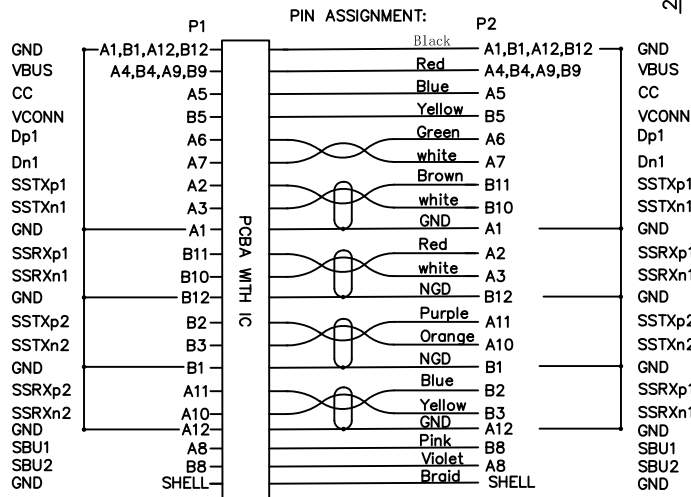 PIN ASSIGNMENT:
P1 P2
GND A1,B1,A12,B12 Black A1,B1,A12,B12 GND
VBUS A4,B4,A9,B9 Red A4,B4,A9,B9 VBUS
CC A5 Blue A5 CC
VCONN B5 Yellow B5 VCONN
Dp1 A6 Green A6 Dp1
Dn1 A7 white A7 Dn1
SSTXp1 A2 Brown B11 SSTXp1
SSTXn1 A3 white B10 SSTXn1
GND A1 GND A1 GND
SSRXp1 B11 Red A2 SSRXp1
SSRXn1 B10 white A3 SSRXn1
GND B12 NGD B12 GND
SSTXp2 B2 Purple A11 SSTXp2
SSTXn2 B3 Orange A10 SSTXn2
GND B1 NGD B1 GND
SSRXp2 A11 Blue B2 SSRXp1
SSRXn2 A10 Yellow B3 SSRXn1
GND A12 GND A12 GND
SBU1 A8 Pink B8 SBU1
SBU2 B8 Violet A8 SBU2
GND SHELL Braid SHELL GND
PCBA WITH IC
2